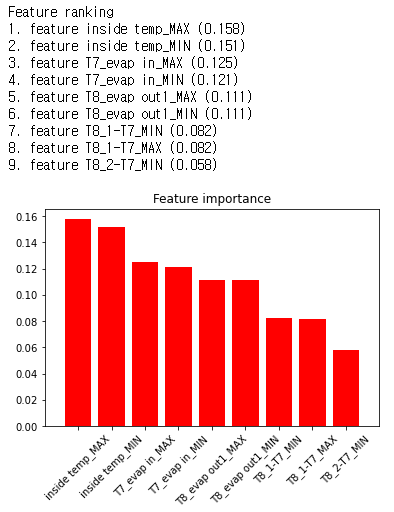 Feature ranking
1. feature inside temp_MAX (0.158)
2. feature inside temp_MIN (0.151)
3. feature T7_evap in_MAX (0.125)
4. feature T7_evap in_MIN (0.121)
5. feature T8_evap out1_MAX (0.111)
6. feature T8_evap out1_MIN (0.111)
7. feature T8_1-T7_MIN (0.082)
8. feature T8_1-T7_MAX (0.082)
9. feature T8_2-T7_MIN (0.058)
Feature importance
0.16
0.14
0.12
0.10
0.08
0.06
0.04
0.02
0.00
inside temp_MAX
inside temp_MIN
T7_evap in_MAX
T7_evap in_MIN
T8_evap out1_MAX
T8_evap out1_MIN
T8_1-T7_MIN
T8_1-T7_MAX
T8_2-T7_MIN